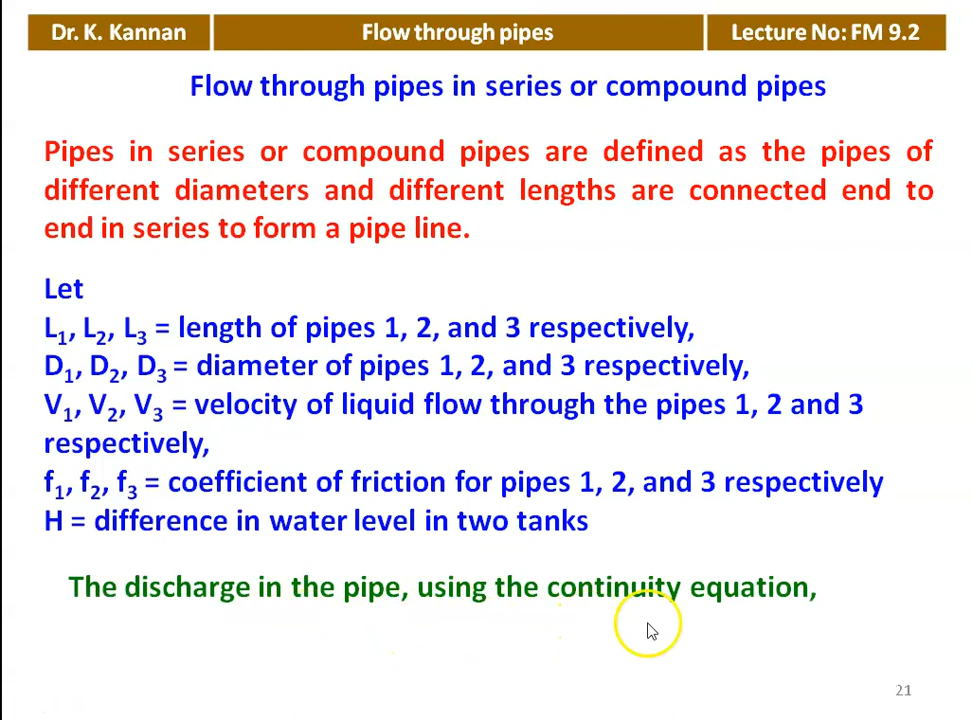 Dr. K. Kannan
Flow through pipes
Lecture No: FM 9.2
Flow through pipes in series or compound pipes
Pipes in series or compound pipes are defined as the pipes of
different diameters and different lengths are connected end to
end in series to form a pipe line.
Let
L₁, L₂, L₃ = length of pipes 1, 2, and 3 respectively,
D₁, D₂, D₃ = diameter of pipes 1, 2, and 3 respectively,
V₁, V₂, V₃ = velocity of liquid flow through the pipes 1, 2 and 3
respectively,
f₁, f₂, f₃ = coefficient of friction for pipes 1, 2, and 3 respectively
H = difference in water level in two tanks
The discharge in the pipe, using the continuity equation,
21